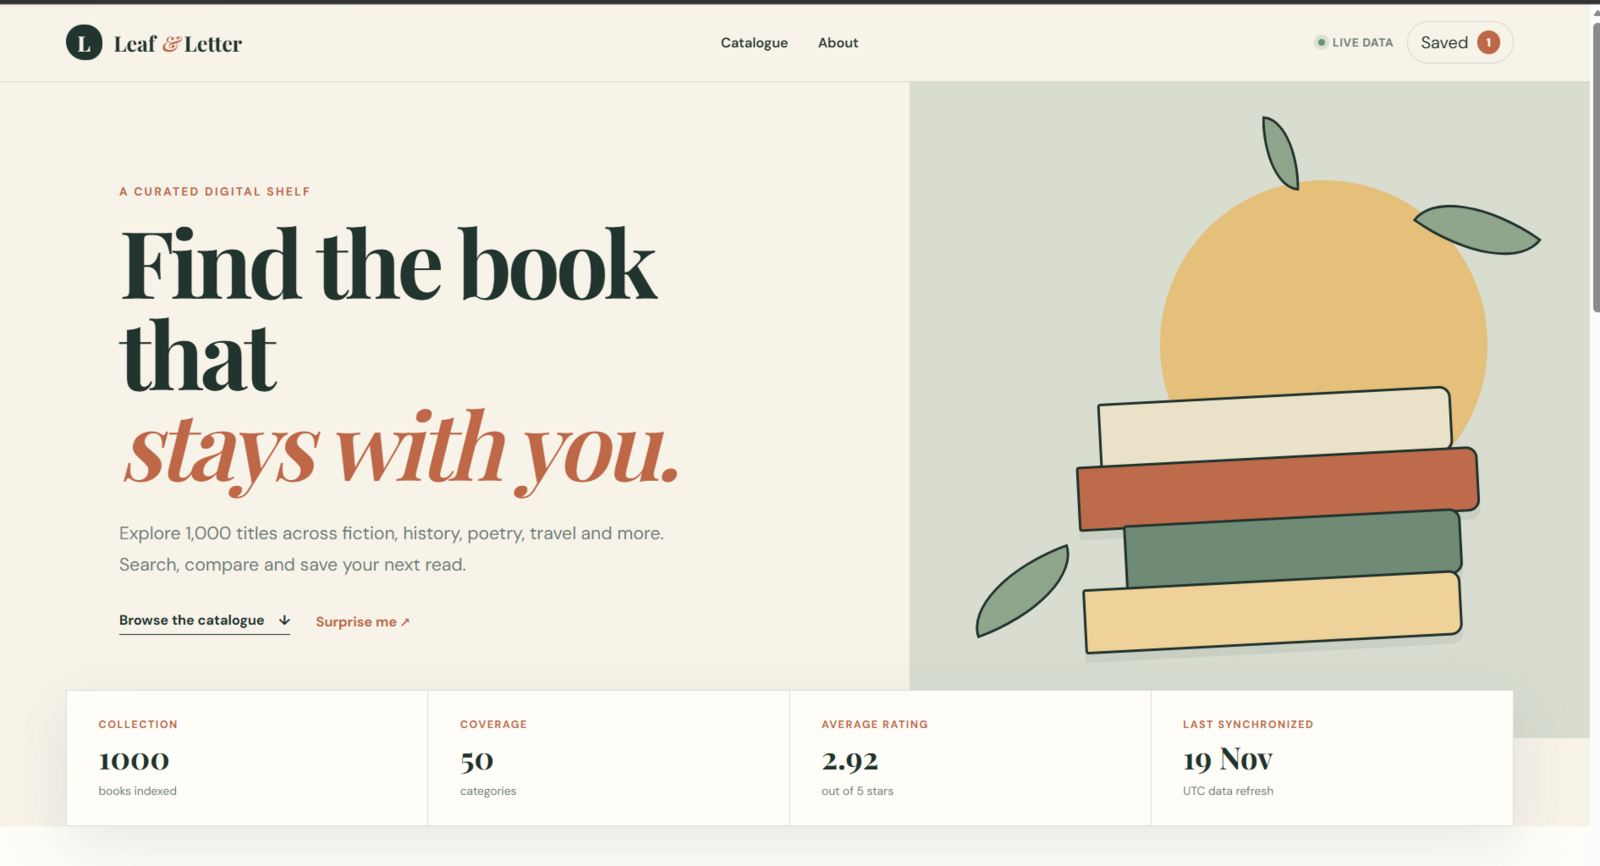 L Leaf & Letter
Catalogue
About
LIVE DATA
Saved 1
A CURATED DIGITAL SHELF
Find the book
that
stays with you.
Explore 1,000 titles across fiction, history, poetry, travel and more.
Search, compare and save your next read.
Browse the catalogue ↓
Surprise me ↗
COLLECTION
1000
books indexed
COVERAGE
50
categories
AVERAGE RATING
2.92
out of 5 stars
LAST SYNCHRONIZED
19 Nov
UTC data refresh